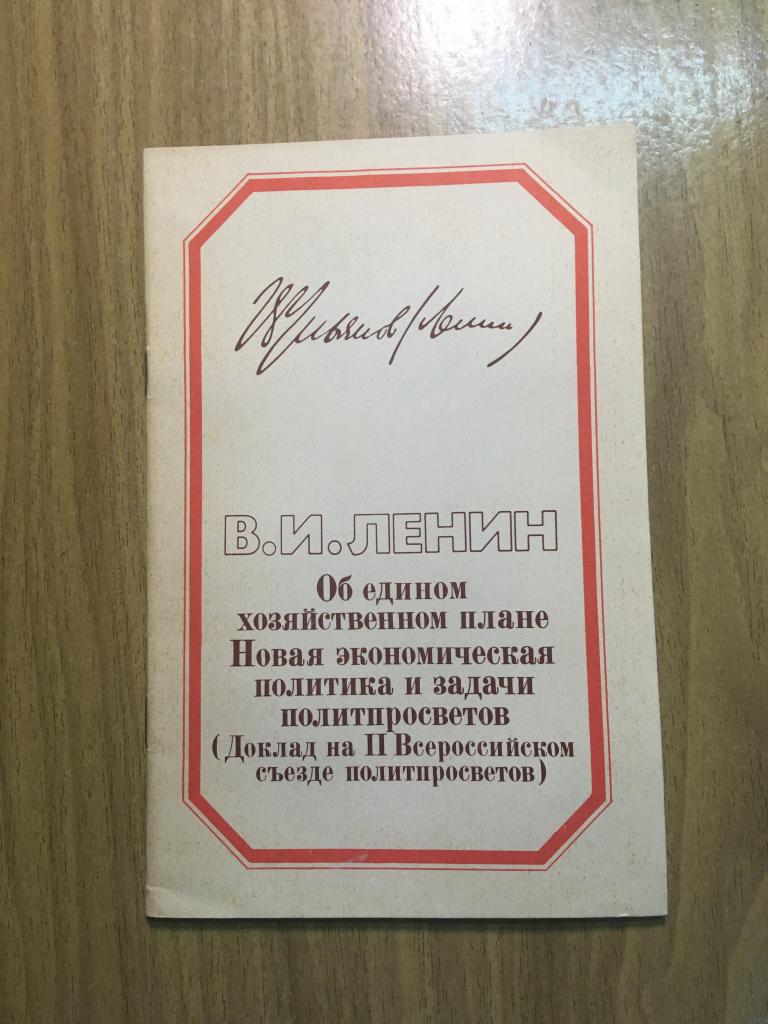 В Ульянов (Ленин)
В.И.ЛЕНИН
Об едином
хозяйственном плане
Новая экономическая
политика и задачи
политпросветов
(Доклад на II Всероссийском
съезде политпросветов)